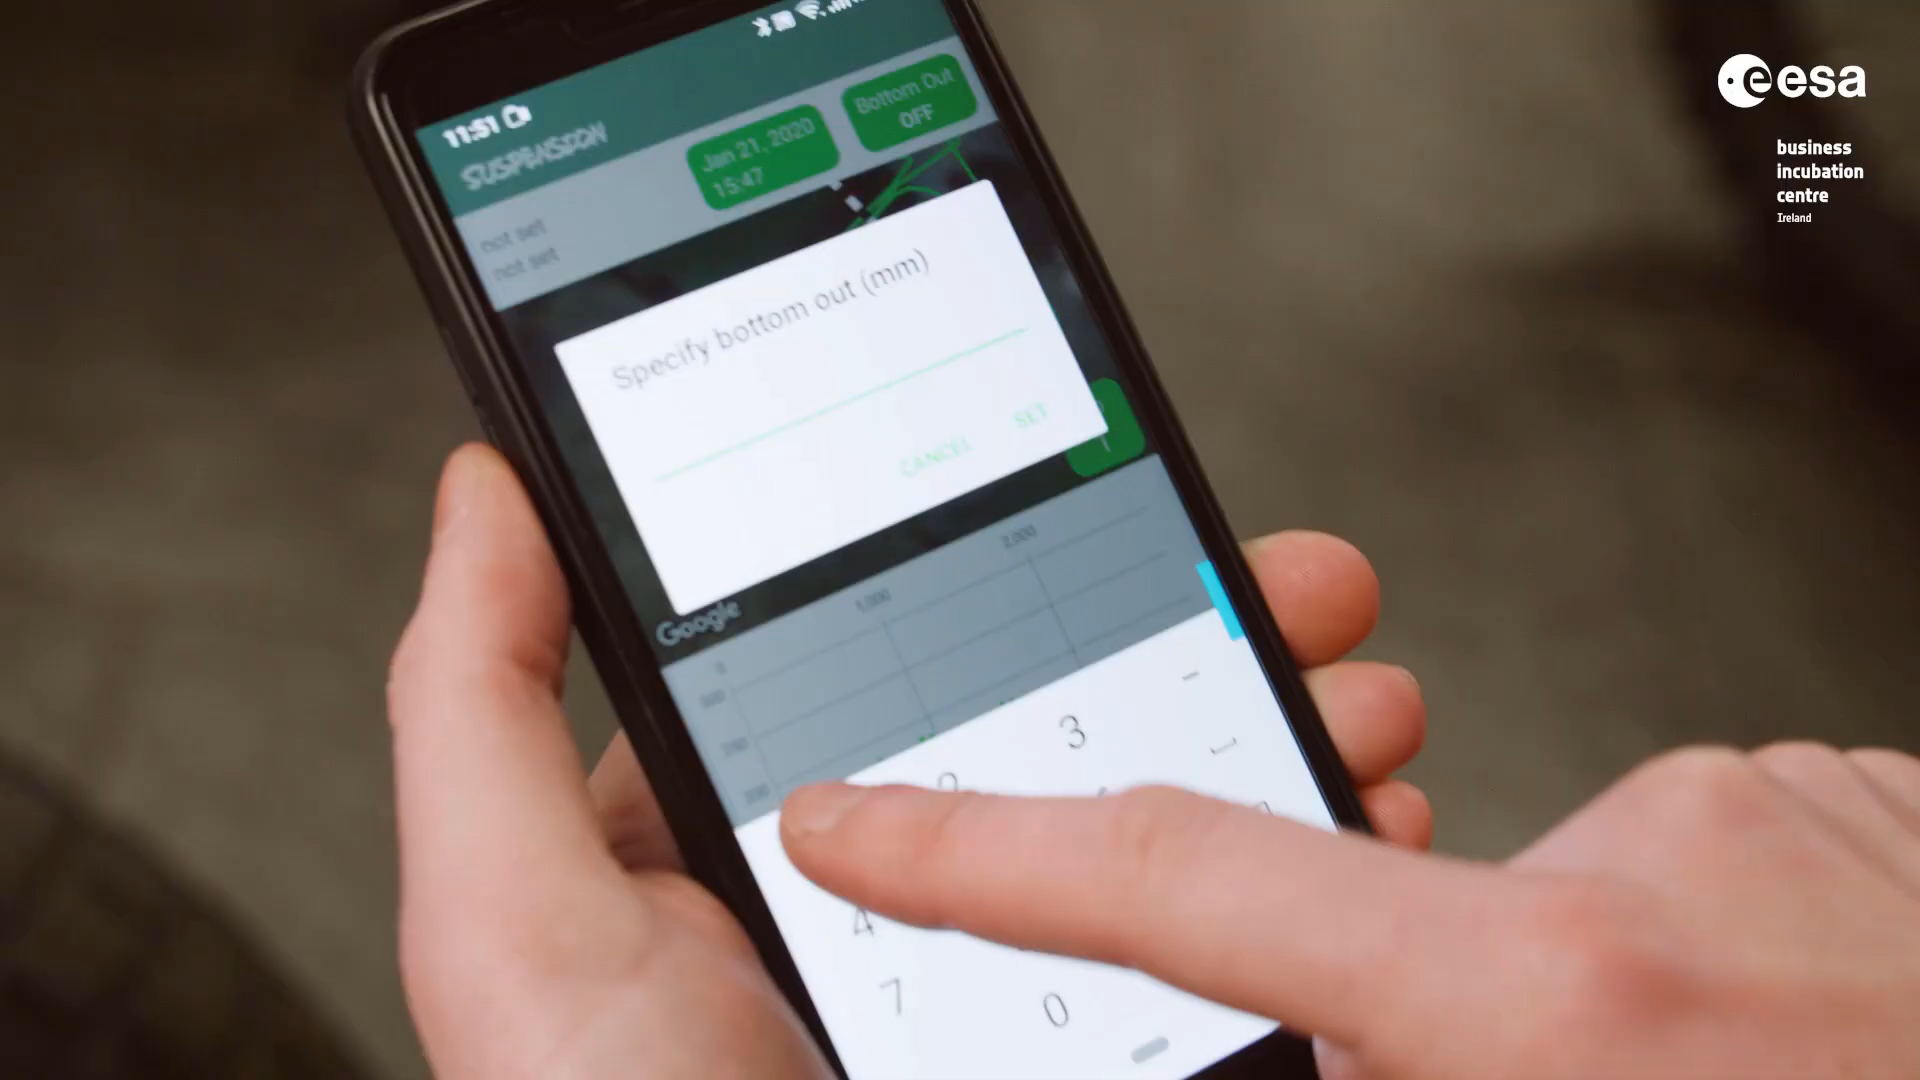 esa
business
incubation
centre
Ireland
11:51
SUSPENSION
Jan 21, 2020
15:47
Bottom Out
OFF
not set
not set
Specify bottom out (mm)
CANCEL SET
Google
1,000 2,000
2 3 -
4
7 0